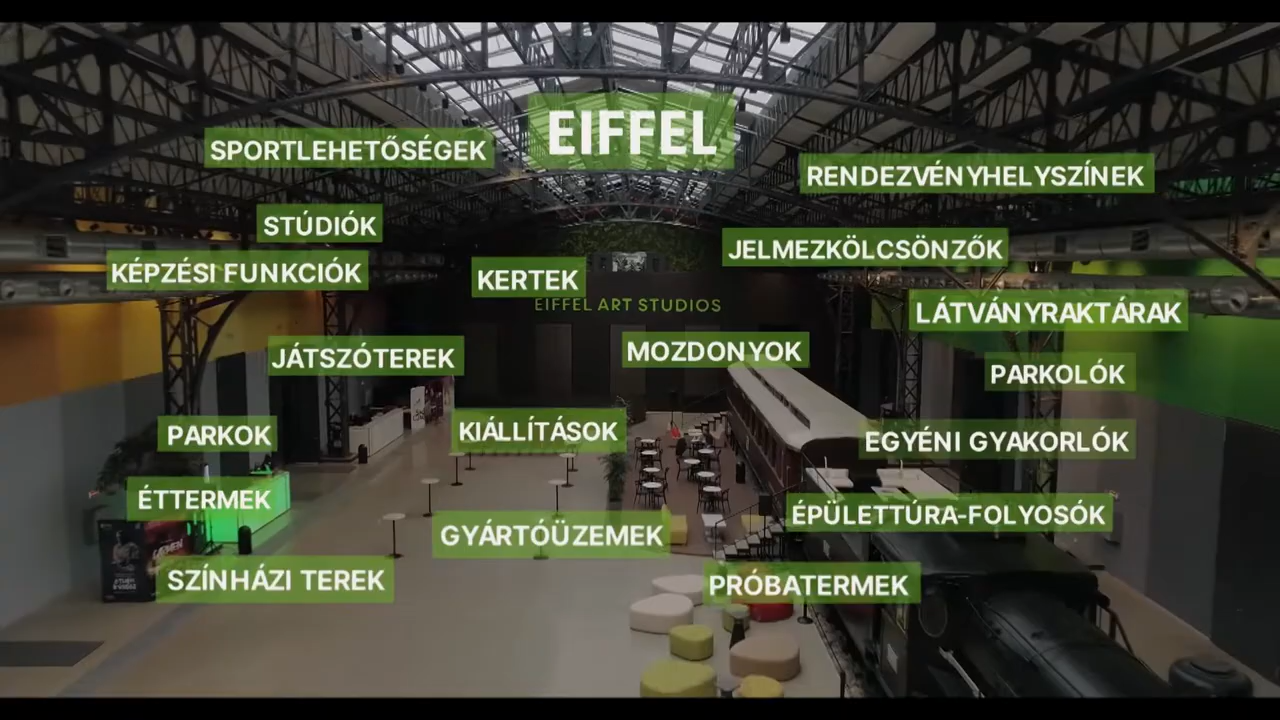 EIFFEL
SPORTLEHETŐSÉGEK
RENDEZVÉNYHELYSZÍNEK
STÚDIÓK
JELMEZKÖLCSÖNZŐK
KÉPZÉSI FUNKCIÓK
KERTEK
EIFFEL ART STUDIOS
LÁTVÁNYRAKTÁRAK
JÁTSZÓTEREK
MOZDONYOK
PARKOLÓK
PARKOK
KIÁLLÍTÁSOK
EGYÉNI GYAKORLÓK
ÉTTERMEK
ÉPÜLETTÚRA-FOLYOSÓK
GYÁRTÓÜZEMEK
SZÍNHÁZI TEREK
PRÓBATERMEK